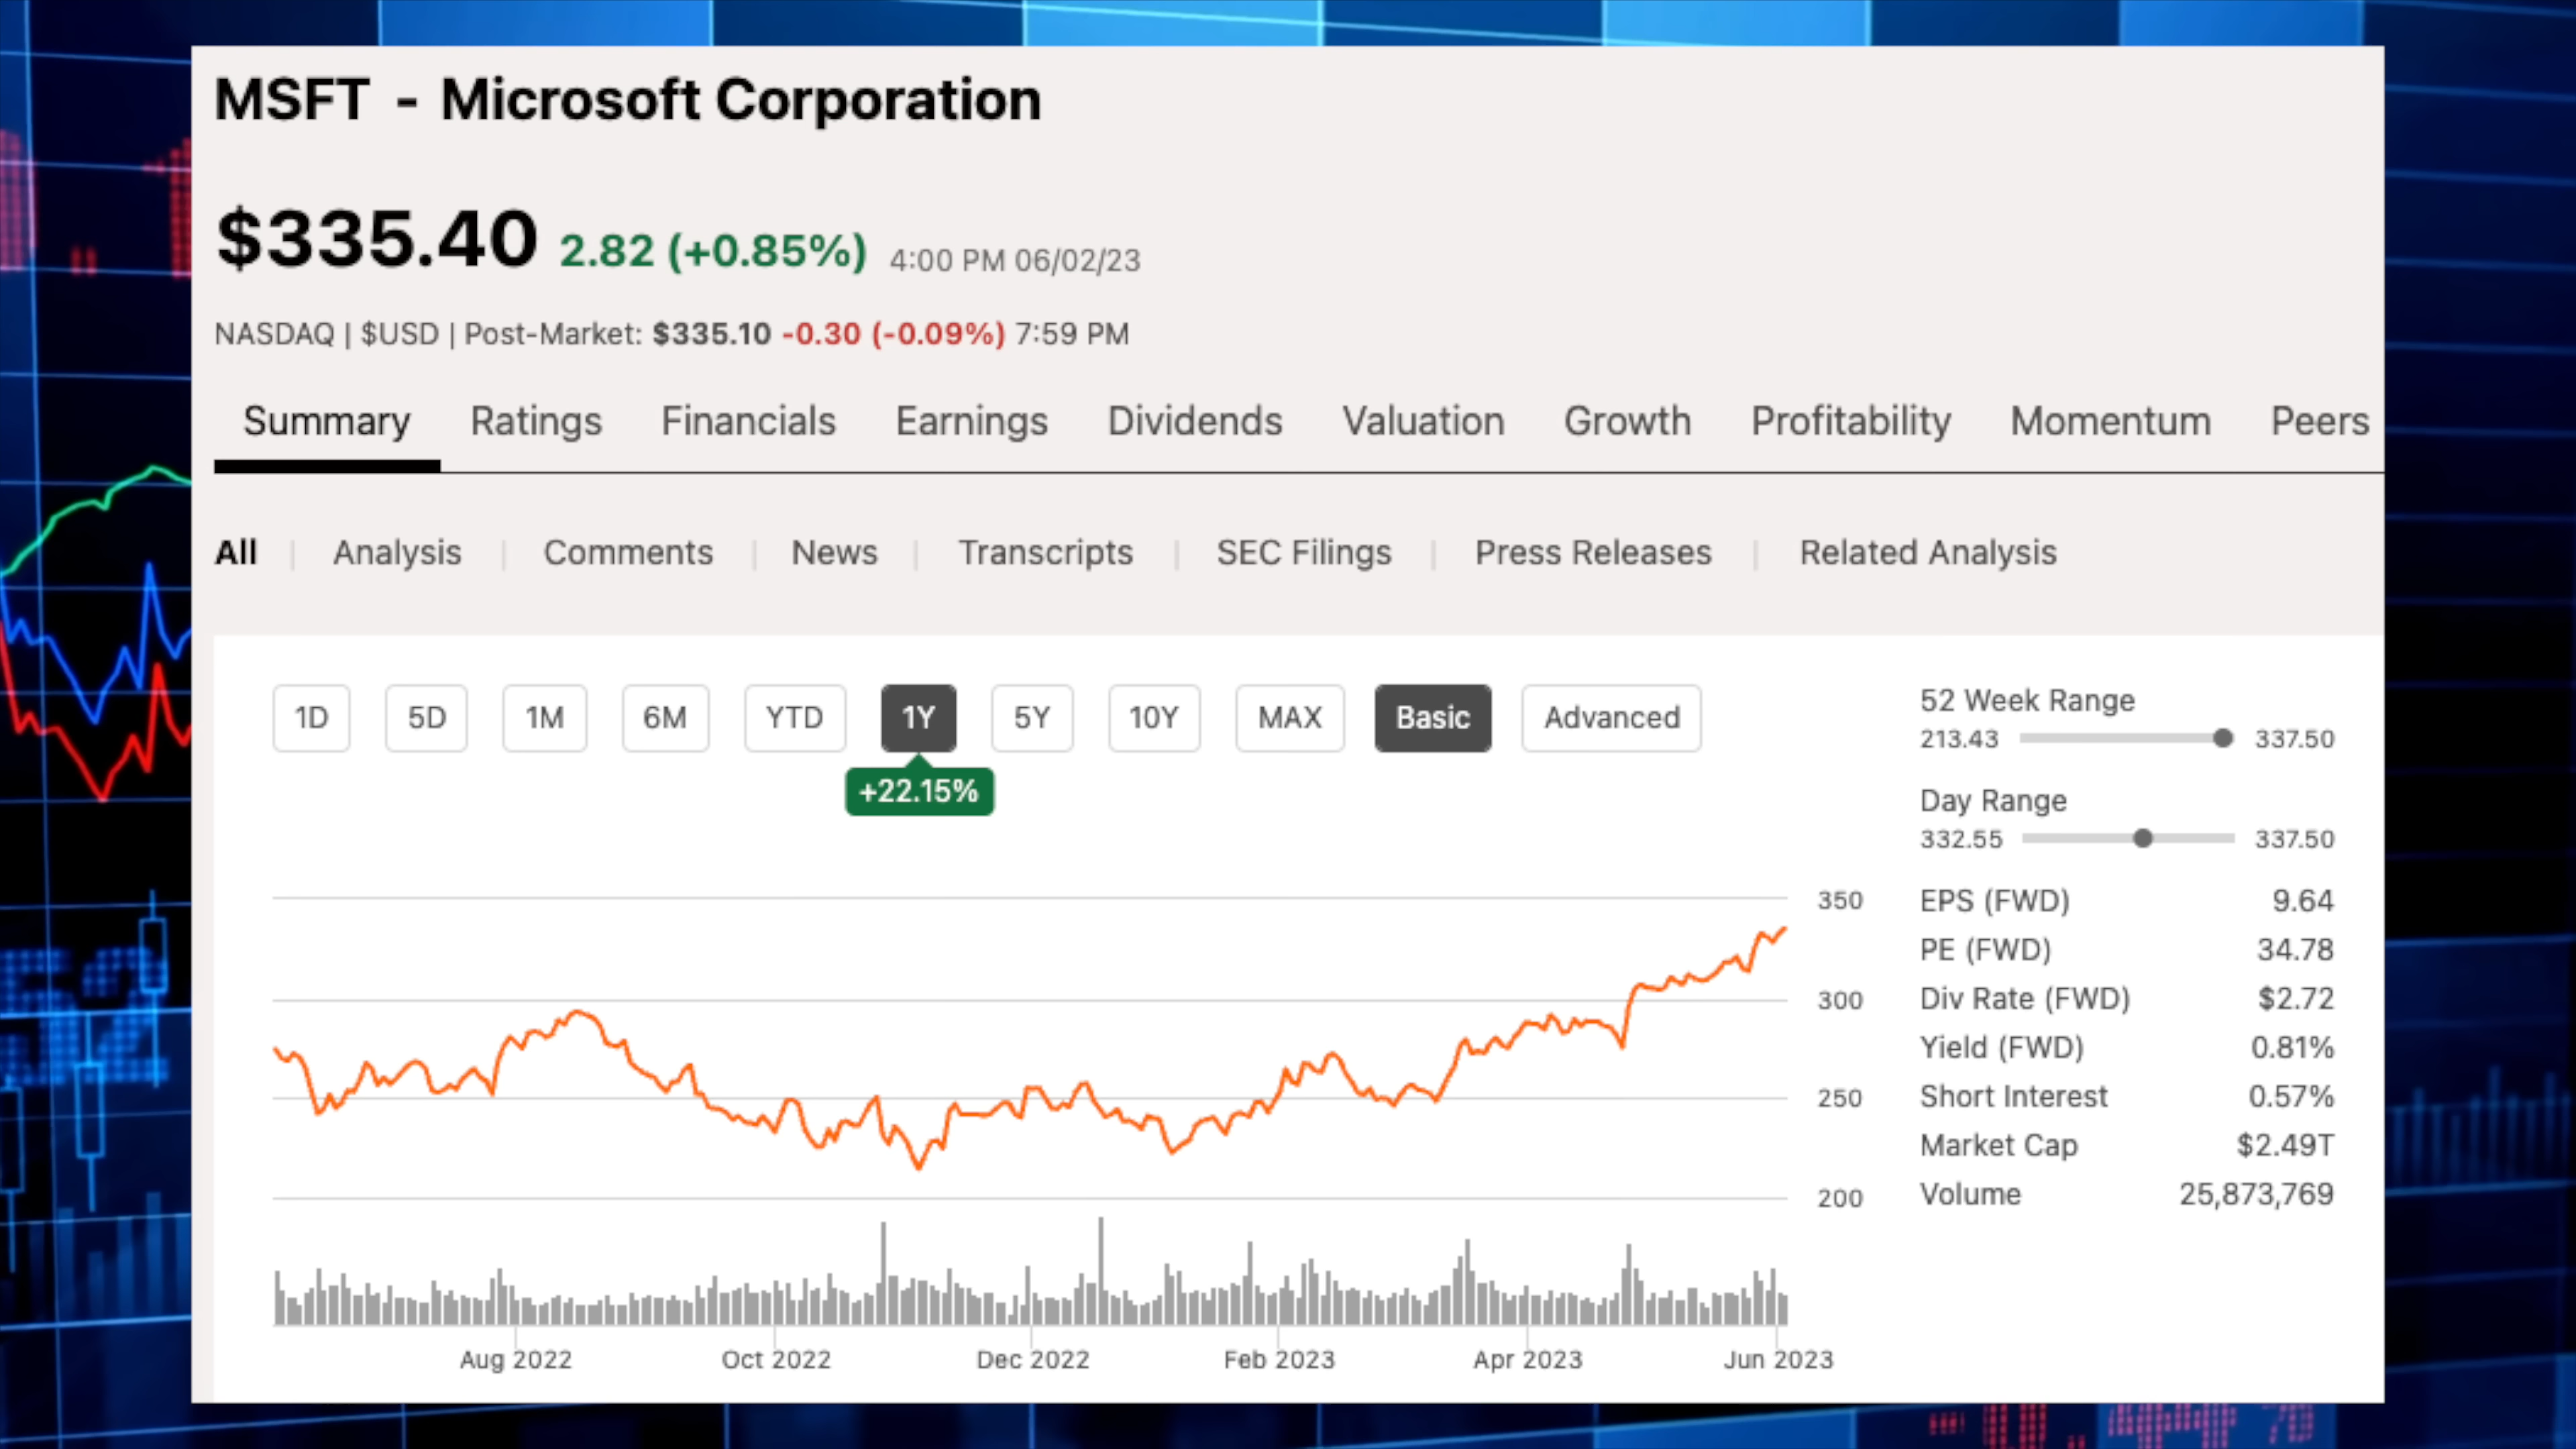 MSFT - Microsoft Corporation
$335.40 2.82 (+0.85%) 4:00 PM 06/02/23
NASDAQ | $USD | Post-Market: $335.10 -0.30 (-0.09%) 7:59 PM
Summary Ratings Financials Earnings Dividends Valuation Growth Profitability Momentum Peers
All | Analysis | Comments | News | Transcripts | SEC Filings | Press Releases | Related Analysis
1D 5D 1M 6M YTD 1Y 5Y 10Y MAX Basic Advanced
+22.15%
350
300
250
200
Aug 2022 Oct 2022 Dec 2022 Feb 2023 Apr 2023 Jun 2023
52 Week Range
213.43 337.50
Day Range
332.55 337.50
EPS (FWD) 9.64
PE (FWD) 34.78
Div Rate (FWD) $2.72
Yield (FWD) 0.81%
Short Interest 0.57%
Market Cap $2.49T
Volume 25,873,769